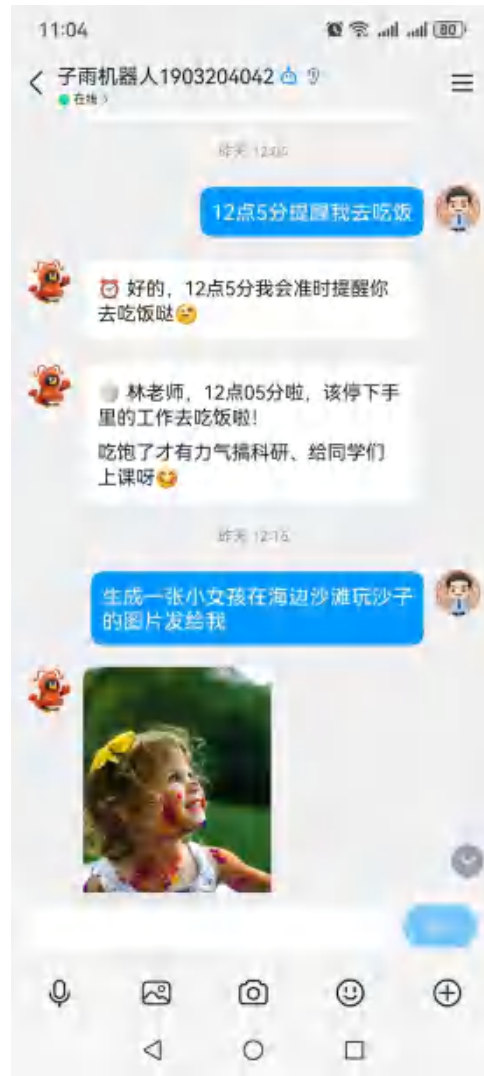 11:04
80
子雨机器人1903204042
在线
昨天 12:05
12点5分提醒我去吃饭
好的，12点5分我会准时提醒你
去吃饭哒
林老师，12点05分啦，该停下手
里的工作去吃饭啦！
吃饱了才有力气搞科研、给同学们
上课呀
昨天 12:16
生成一张小女孩在海边沙滩玩沙子
的图片发给我